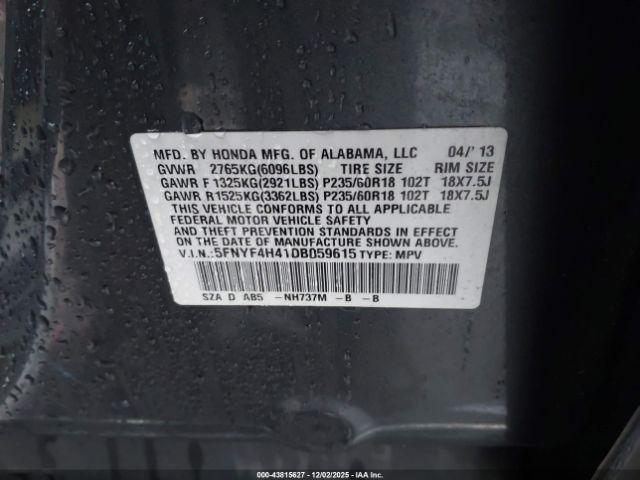 MFD. BY HONDA MFG. OF ALABAMA, LLC 04/'13
GVWR 2765KG(6096LBS) TIRE SIZE RIM SIZE
GAWR F 1325KG(2921LBS) P235/60R18 102T 18X7.5J
GAWR R 1525KG(3362LBS) P235/60R18 102T 18X7.5J
THIS VEHICLE CONFORMS TO ALL APPLICABLE
FEDERAL MOTOR VEHICLE SAFETY
AND THEFT PREVENTION STANDARDS IN EFFECT
ON THE DATE OF MANUFACTURE SHOWN ABOVE.
V.I.N.: 5FNYF4H41DB059615 TYPE: MPV
SZA D AB5 -NH737M -B -B
IAA: 000-43815627 | 12/02/2025 - PROPERTY OF IAA, INC.